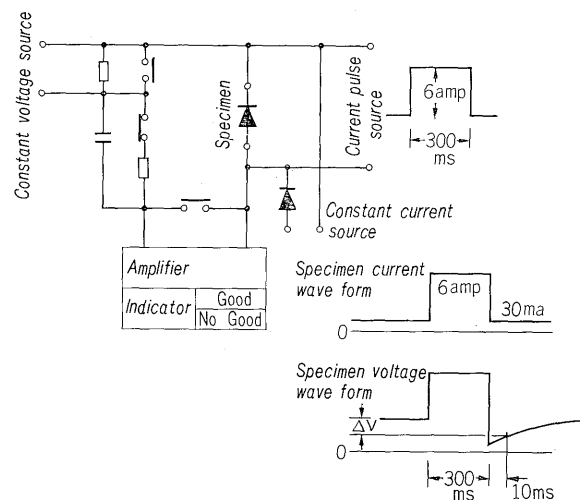 Constant voltage source
Specimen
Current pulse
source
6amp
300
ms
Constant current
source
Amplifier
Indicator
Good
No Good
Specimen current
wave form
6amp
30ma
0
Specimen voltage
wave form
ΔV
0
300
ms
10ms